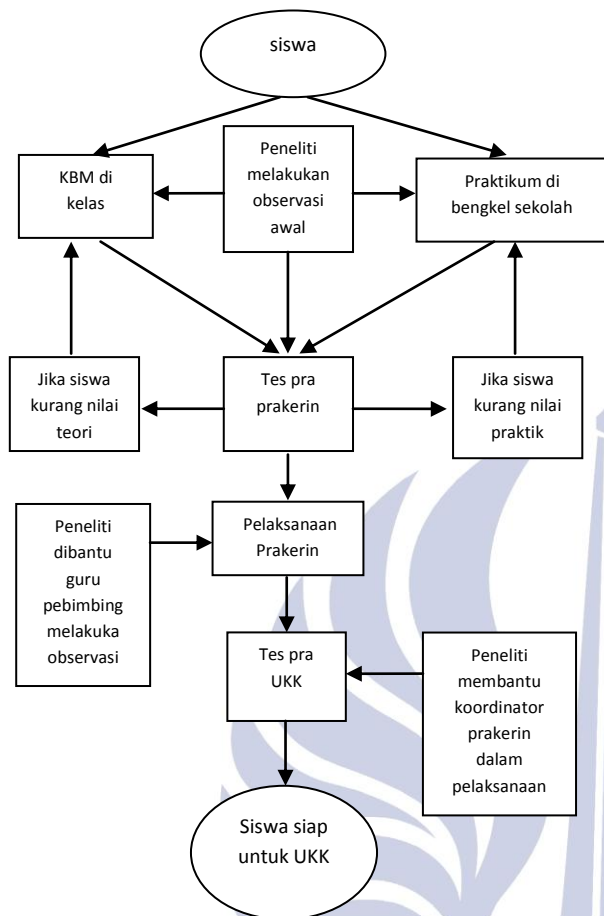 siswa
KBM di
kelas
Peneliti
melakukan
observasi
awal
Praktikum di
bengkel sekolah
Jika siswa
kurang nilai
teori
Tes pra
prakerin
Jika siswa
kurang nilai
praktik
Peneliti
dibantu
guru
pebimbing
melakuka
observasi
Pelaksanaan
Prakerin
Tes pra
UKK
Peneliti
membantu
koordinator
prakerin
dalam
pelaksanaan
Siswa siap
untuk UKK